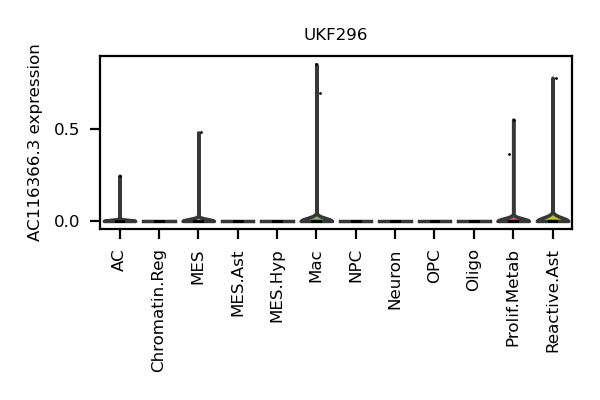 UKF296
AC116366.3 expression
0.5
0.0
AC
Chromatin.Reg
MES
MES.Ast
MES.Hyp
Mac
NPC
Neuron
OPC
Oligo
Prolif.Metab
Reactive.Ast